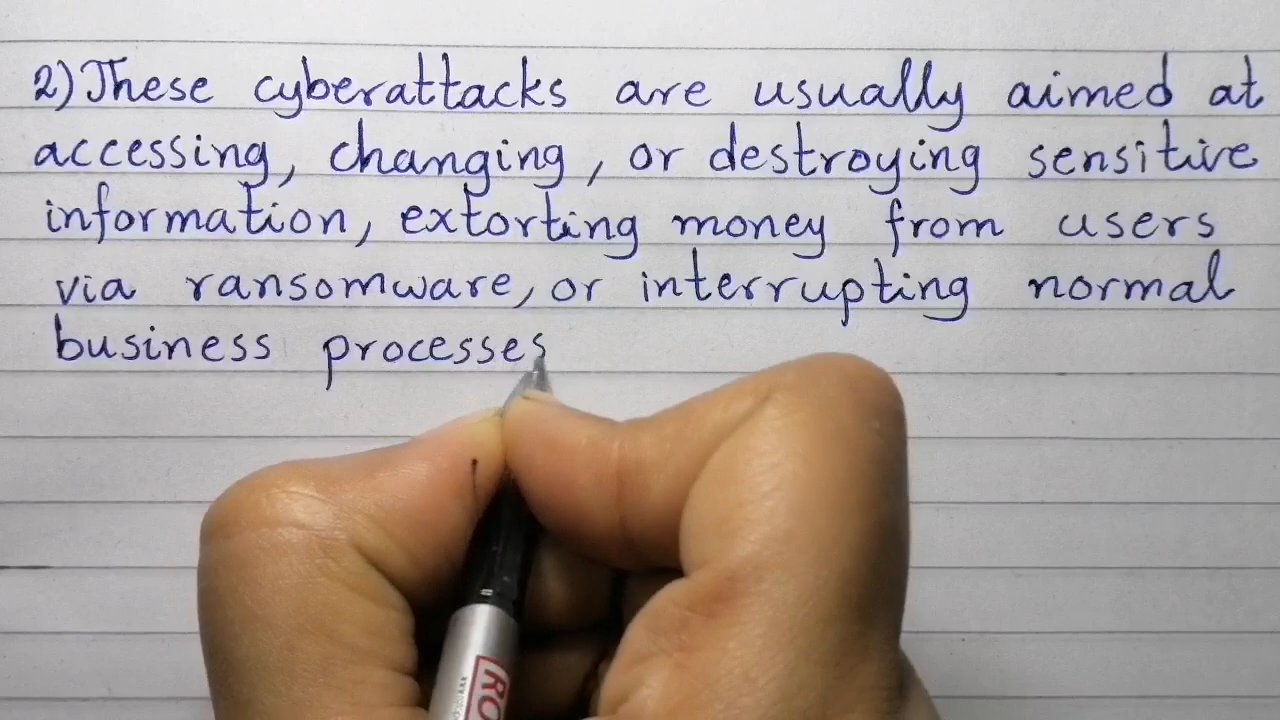 2) These cyberattacks are usually aimed at
accessing, changing, or destroying sensitive
information, extorting money from users
via ransomware, or interrupting normal
business processes
RO